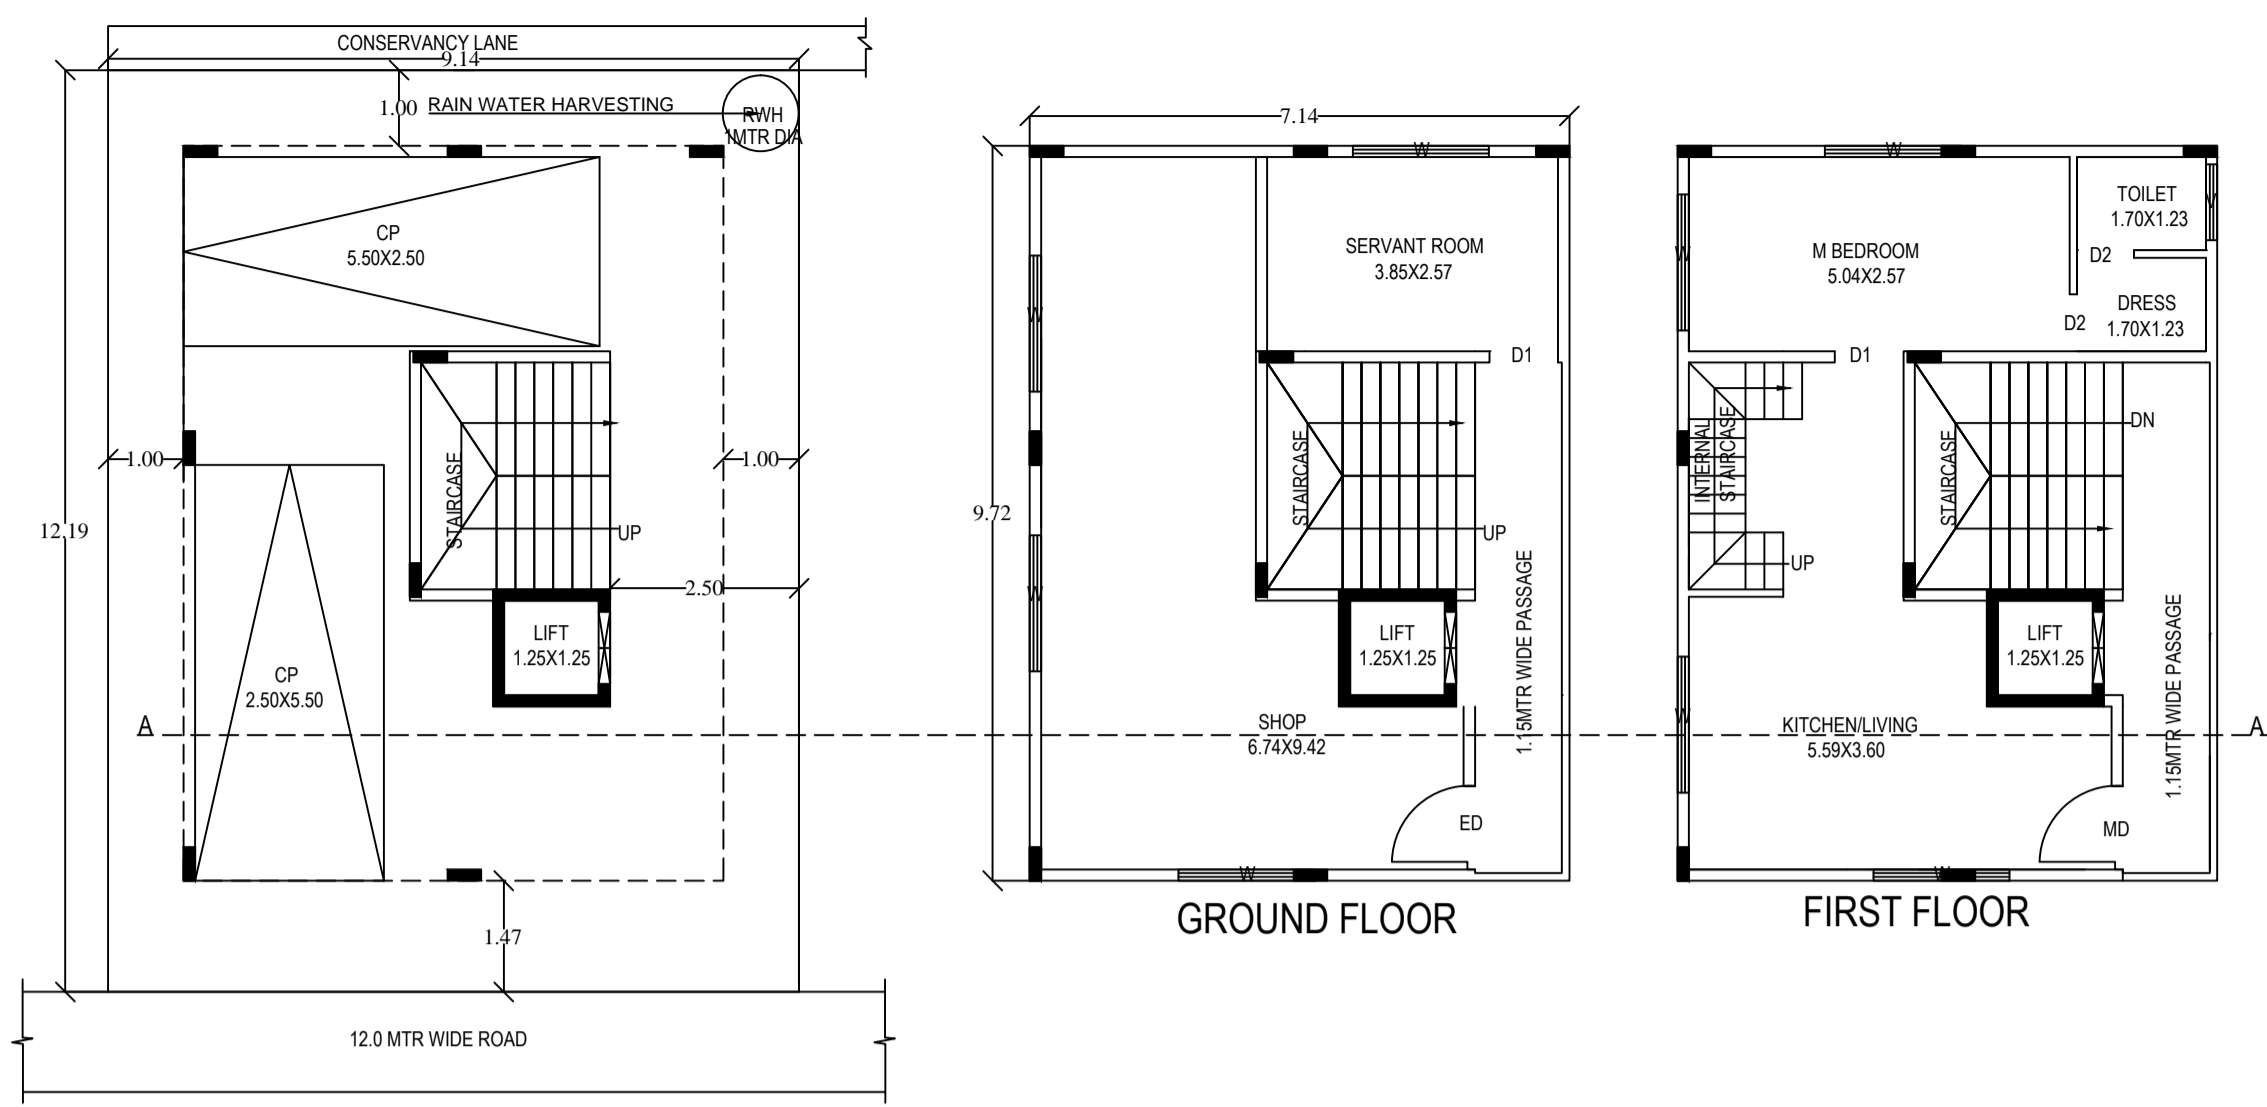 CONSERVANCY LANE
9.14
1.00
RAIN WATER HARVESTING
RWH
1MTR DIA
CP
5.50X2.50
1.00
1.00
STAIRCASE
UP
12.19
2.50
LIFT
1.25X1.25
CP
2.50X5.50
A
1.47
12.0 MTR WIDE ROAD
7.14
W
SERVANT ROOM
3.85X2.57
W
D1
STAIRCASE
9.72
UP
W
LIFT
1.25X1.25
1.15MTR WIDE PASSAGE
SHOP
6.74X9.42
ED
W
GROUND FLOOR
W
TOILET
1.70X1.23
W
M BEDROOM
5.04X2.57
W
D2
DRESS
1.70X1.23
D2
D1
INTERNAL
STAIRCASE
STAIRCASE
DN
UP
LIFT
1.25X1.25
1.15MTR WIDE PASSAGE
W
KITCHEN/LIVING
5.59X3.60
A
MD
W
FIRST FLOOR